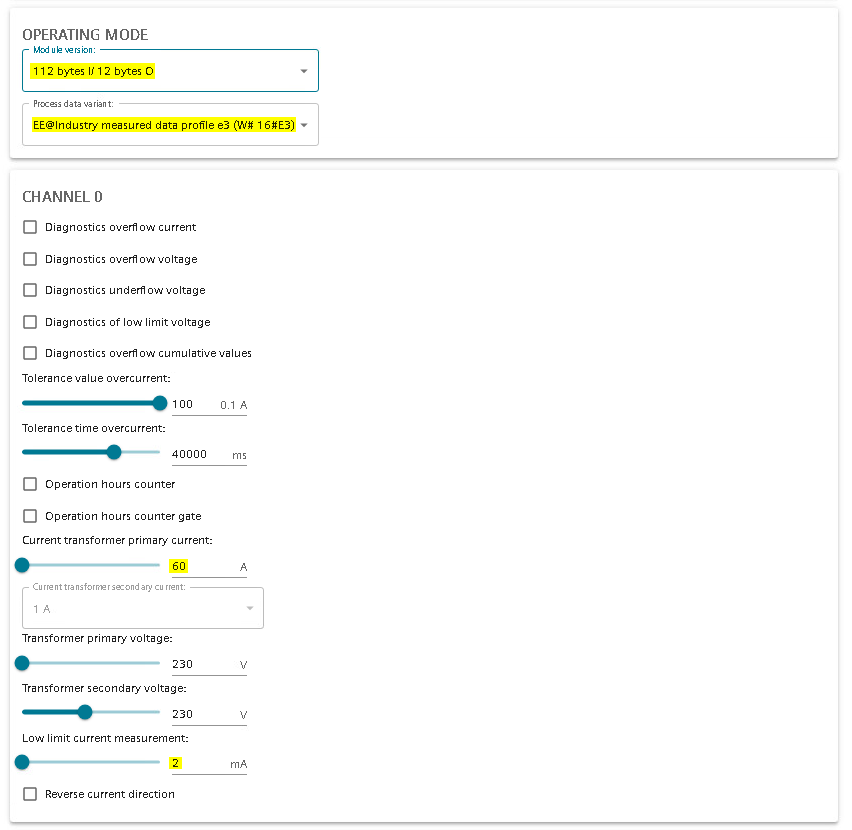 OPERATING MODE
Module version:
112 bytes I/ 12 bytes O
Process data variant:
EE@Industry measured data profile e3 (W# 16#E3)
CHANNEL 0
Diagnostics overflow current
Diagnostics overflow voltage
Diagnostics underflow voltage
Diagnostics of low limit voltage
Diagnostics overflow cumulative values
Tolerance value overcurrent:
100 0.1 A
Tolerance time overcurrent:
40000 ms
Operation hours counter
Operation hours counter gate
Current transformer primary current:
60 A
Current transformer secondary current:
1 A
Transformer primary voltage:
230 V
Transformer secondary voltage:
230 V
Low limit current measurement:
2 mA
Reverse current direction